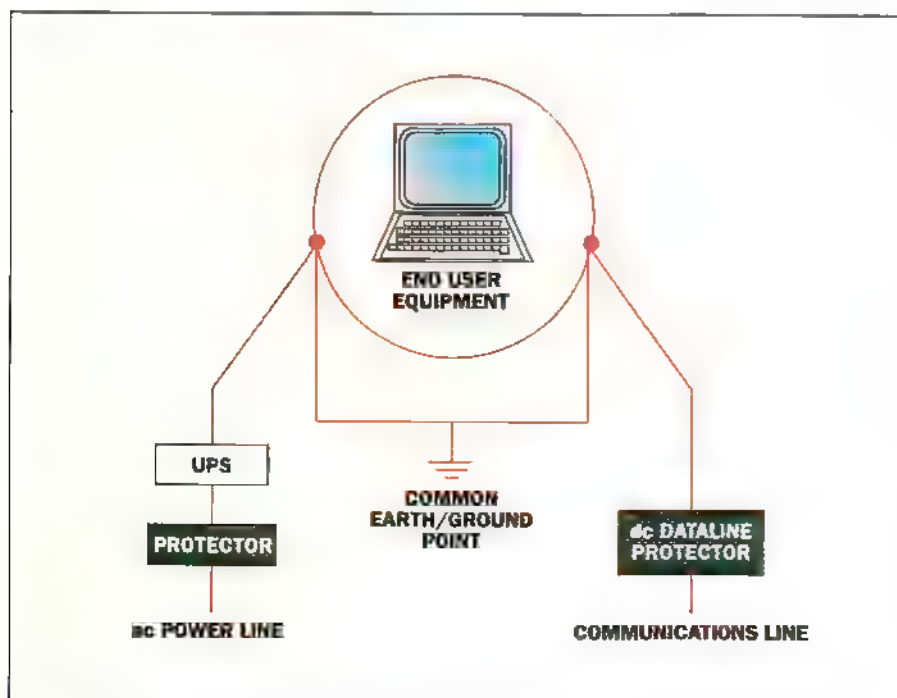 END USER
EQUIPMENT
UPS
COMMON
EARTH/GROUND
POINT
PROTECTOR
dc DATALINE
PROTECTOR
ac POWER LINE
COMMUNICATIONS LINE